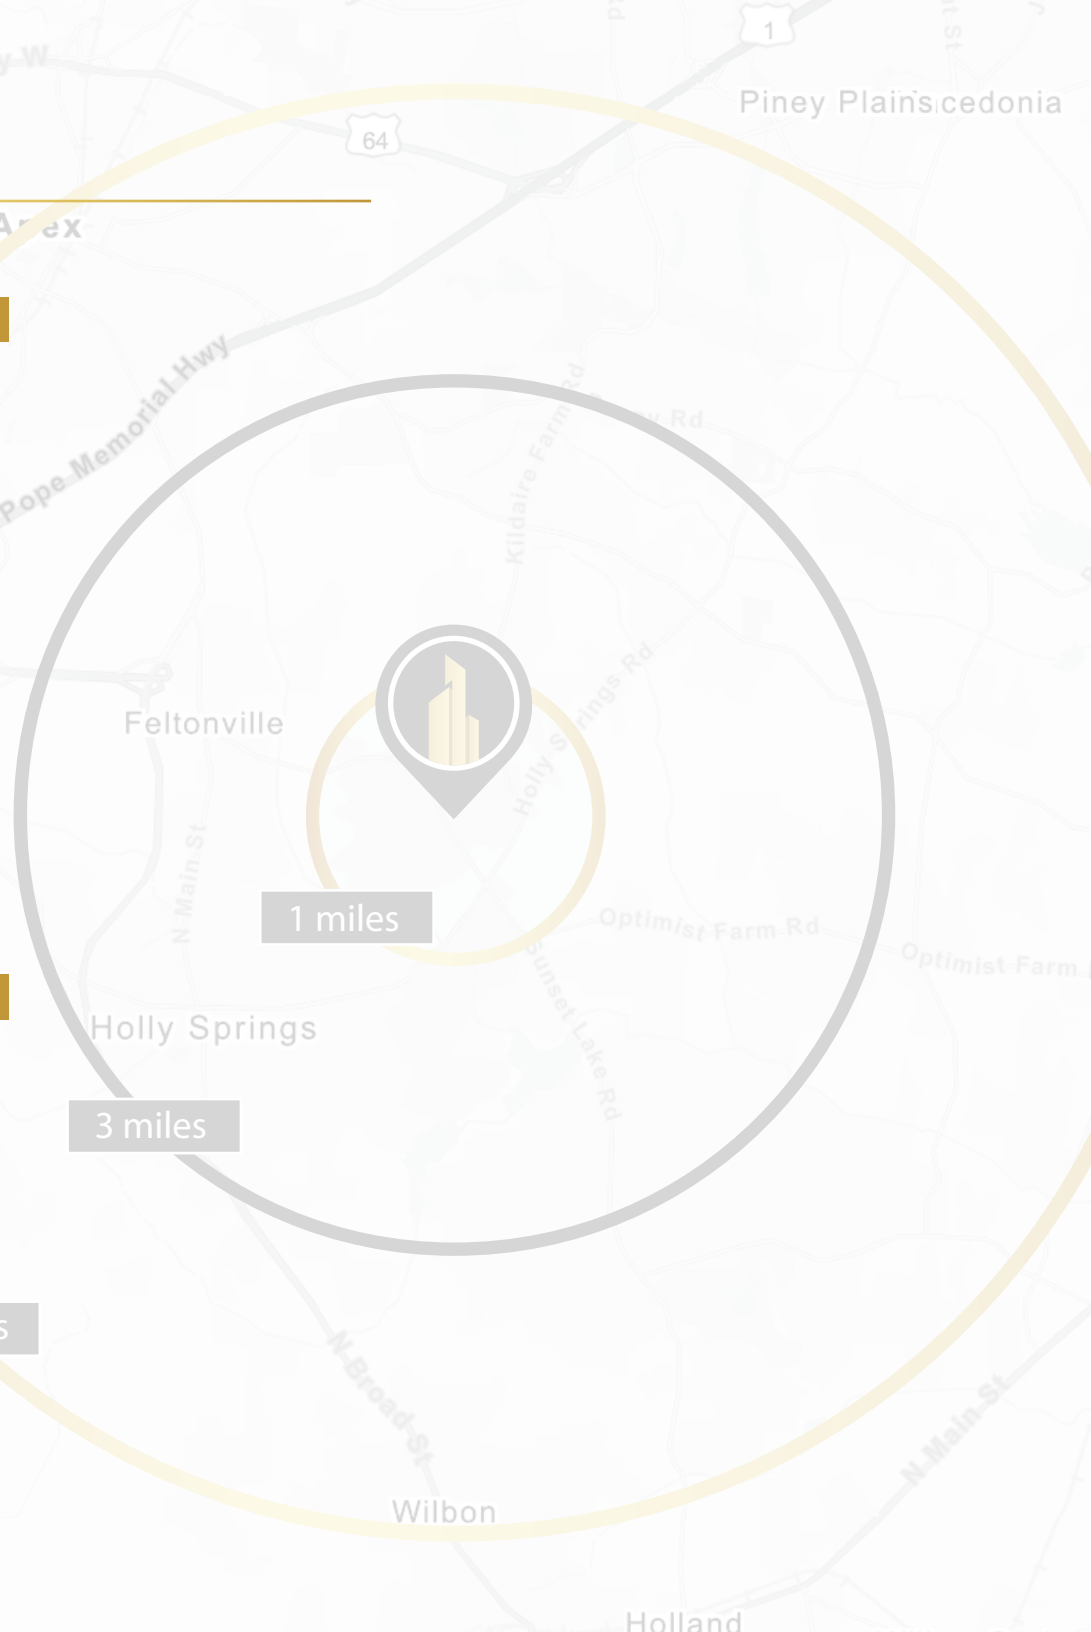 1
y W
Piney Plains
cedonia
64
Apex
Pope Memorial Hwy
Kildaire Farm Rd
Rd
Holly Springs Rd
Feltonville
N Main St
1 miles
Optimist Farm Rd
Optimist Farm
Sunset Lake Rd
Holly Springs
3 miles
s
N Broad St
N Main St
Wilbon
Holland